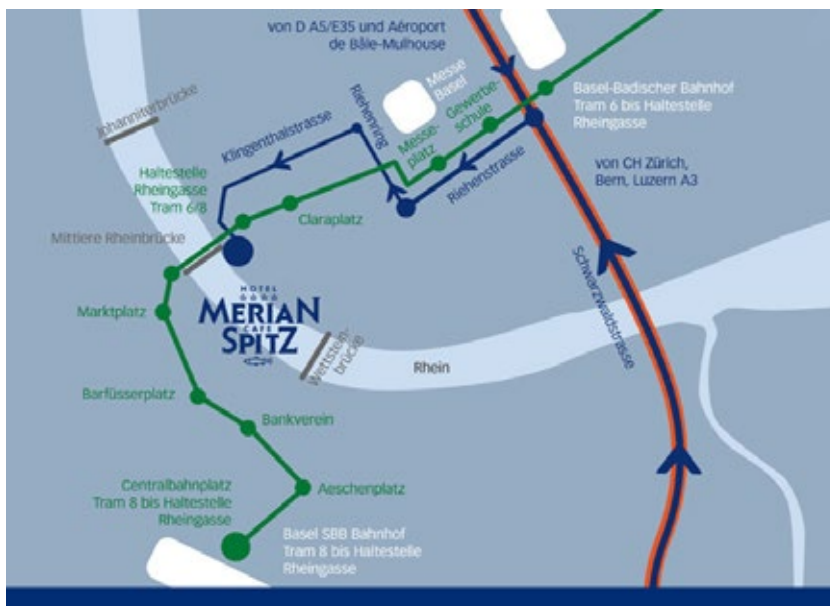 von D A5/E35 und Aéroport
de Bâle-Mulhouse
Messe
Basel
Johanniterbrücke
Klingenthalstrasse
Riehenring
Gewerbe-
schule
Messe-
platz
Basel-Badischer Bahnhof
Tram 6 bis Haltestelle
Rheingasse
Riehenstrasse
von CH Zürich,
Bern, Luzern A3
Haltestelle
Rheingasse
Tram 6/8
Claraplatz
Mittlere Rheinbrücke
Schwarzwaldstrasse
HOTEL
MERIAN
CAFE
SPITZ
Marktplatz
Wettstein-
brücke
Rhein
Barfüsserplatz
Bankverein
Centralbahnplatz
Tram 8 bis Haltestelle
Rheingasse
Aeschenplatz
Basel SBB Bahnhof
Tram 8 bis Haltestelle
Rheingasse